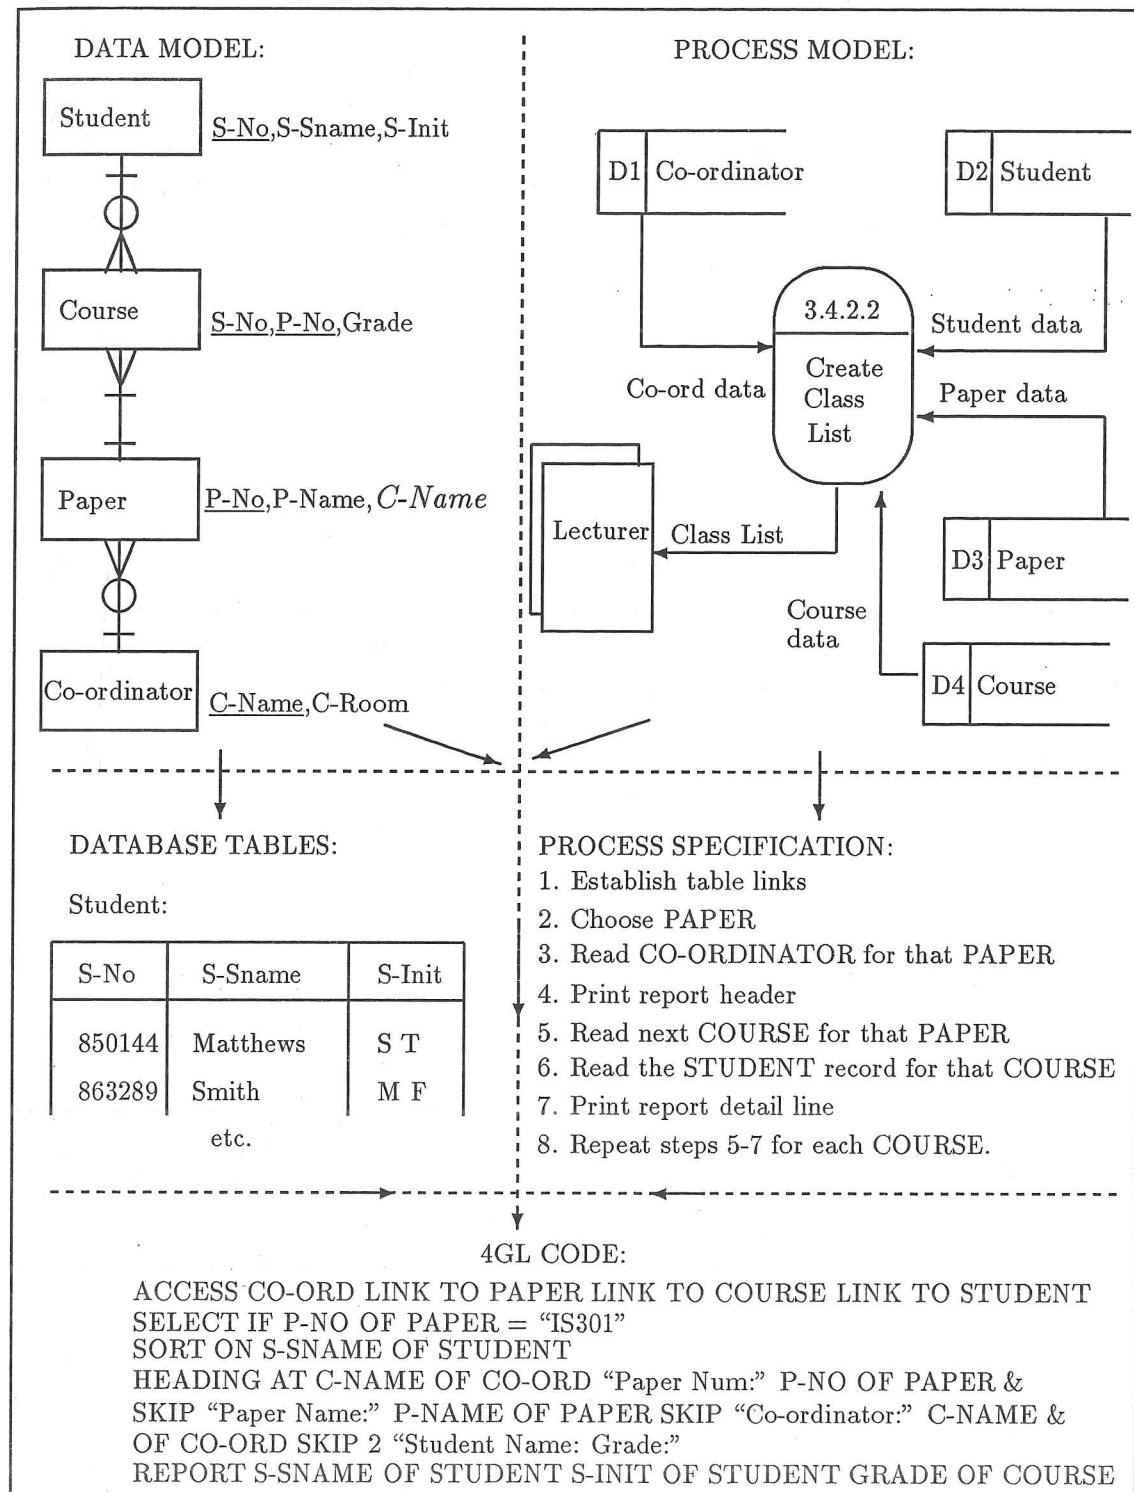 DATA MODEL:
Student
S-No,S-Sname,S-Init
Course
S-No,P-No,Grade
Paper
P-No,P-Name,C-Name
Co-ordinator
C-Name,C-Room
PROCESS MODEL:
D1 Co-ordinator
D2 Student
3.4.2.2
Create
Class
List
Student data
Co-ord data
Paper data
Lecturer
Class List
D3 Paper
Course
data
D4 Course
DATABASE TABLES:
Student:
S-No S-Sname S-Init
850144 Matthews S T
863289 Smith M F
etc.
PROCESS SPECIFICATION:
1. Establish table links
2. Choose PAPER
3. Read CO-ORDINATOR for that PAPER
4. Print report header
5. Read next COURSE for that PAPER
6. Read the STUDENT record for that COURSE
7. Print report detail line
8. Repeat steps 5-7 for each COURSE.
4GL CODE:
ACCESS CO-ORD LINK TO PAPER LINK TO COURSE LINK TO STUDENT
SELECT IF P-NO OF PAPER = “IS301”
SORT ON S-SNAME OF STUDENT
HEADING AT C-NAME OF CO-ORD “Paper Num:” P-NO OF PAPER &
SKIP “Paper Name:” P-NAME OF PAPER SKIP “Co-ordinator:” C-NAME &
OF CO-ORD SKIP 2 “Student Name: Grade:”
REPORT S-SNAME OF STUDENT S-INIT OF STUDENT GRADE OF COURSE